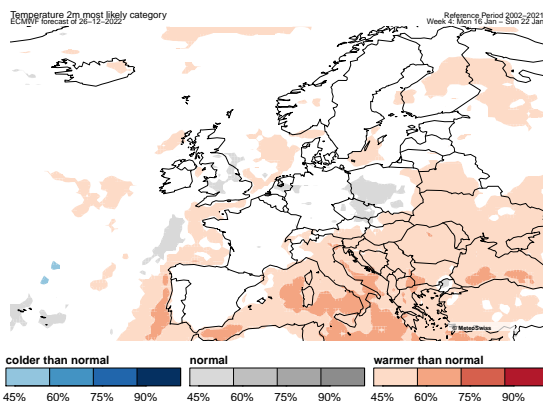 Temperature 2m most likely category
ECMWF forecast of 26-12-2022
Reference Period 2002-2021
Week 4: Mon 16 Jan - Sun 22 Jan
© MeteoSwiss
colder than normal
normal
warmer than normal
45% 60% 75% 90%
45% 60% 75% 90%
45% 60% 75% 90%